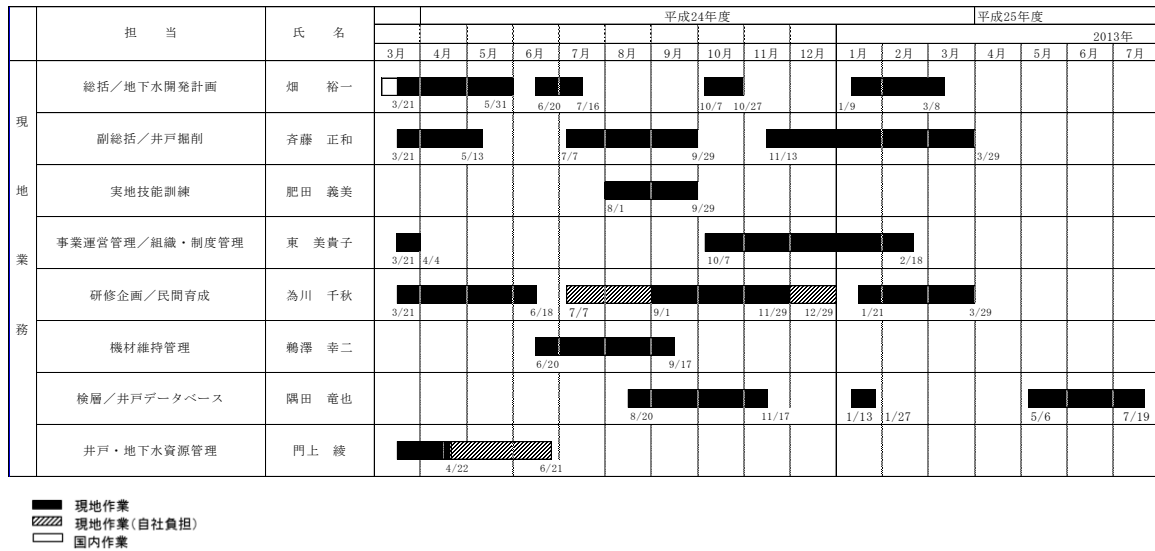 平成24年度 平成25年度
担 当 氏 名 2013年
3月 4月 5月 6月 7月 8月 9月 10月 11月 12月 1月 2月 3月 4月 5月 6月 7月
現地業務
総括／地下水開発計画 畑 裕一
3/21 5/31 6/20 7/16 10/7 10/27 1/9 3/8
副総括／井戸掘削 斉藤 正和
3/21 5/13 7/7 9/29 11/13 3/29
実地技能訓練 肥田 義美
8/1 9/29
事業運営管理／組織・制度管理 東 美貴子
3/21 4/4 10/7 2/18
研修企画／民間育成 為川 千秋
3/21 6/18 7/7 9/1 11/29 12/29 1/21 3/29
機材維持管理 鵜澤 幸二
6/20 9/17
検層／井戸データベース 隅田 竜也
8/20 11/17 1/13 1/27 5/6 7/19
井戸・地下水資源管理 門上 綾
4/22 6/21
現地作業
現地作業(自社負担)
国内作業